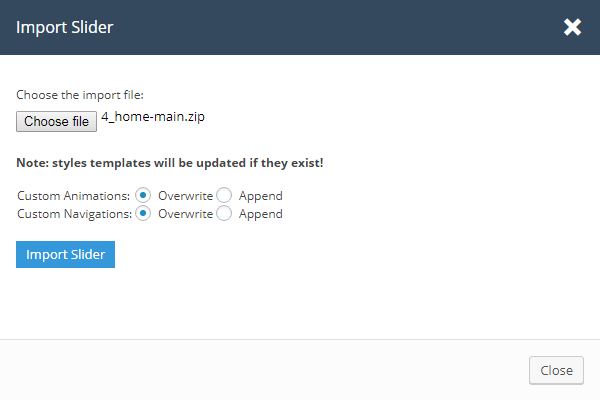 Import Slider
Choose the import file:
Choose file 4_home-main.zip
Note: styles templates will be updated if they exist!
Custom Animations: Overwrite Append
Custom Navigations: Overwrite Append
Import Slider
Close